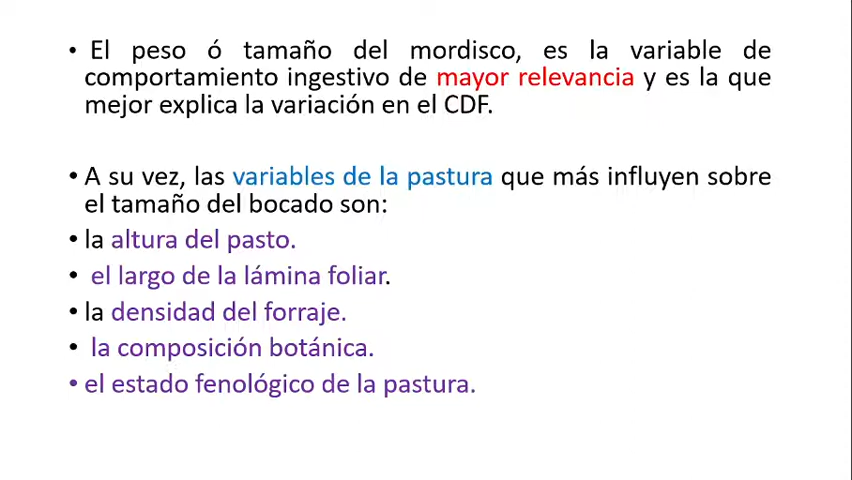 • El peso ó tamaño del mordisco, es la variable de
comportamiento ingestivo de mayor relevancia y es la que
mejor explica la variación en el CDF.
• A su vez, las variables de la pastura que más influyen sobre
el tamaño del bocado son:
• la altura del pasto.
• el largo de la lámina foliar.
• la densidad del forraje.
• la composición botánica.
• el estado fenológico de la pastura.